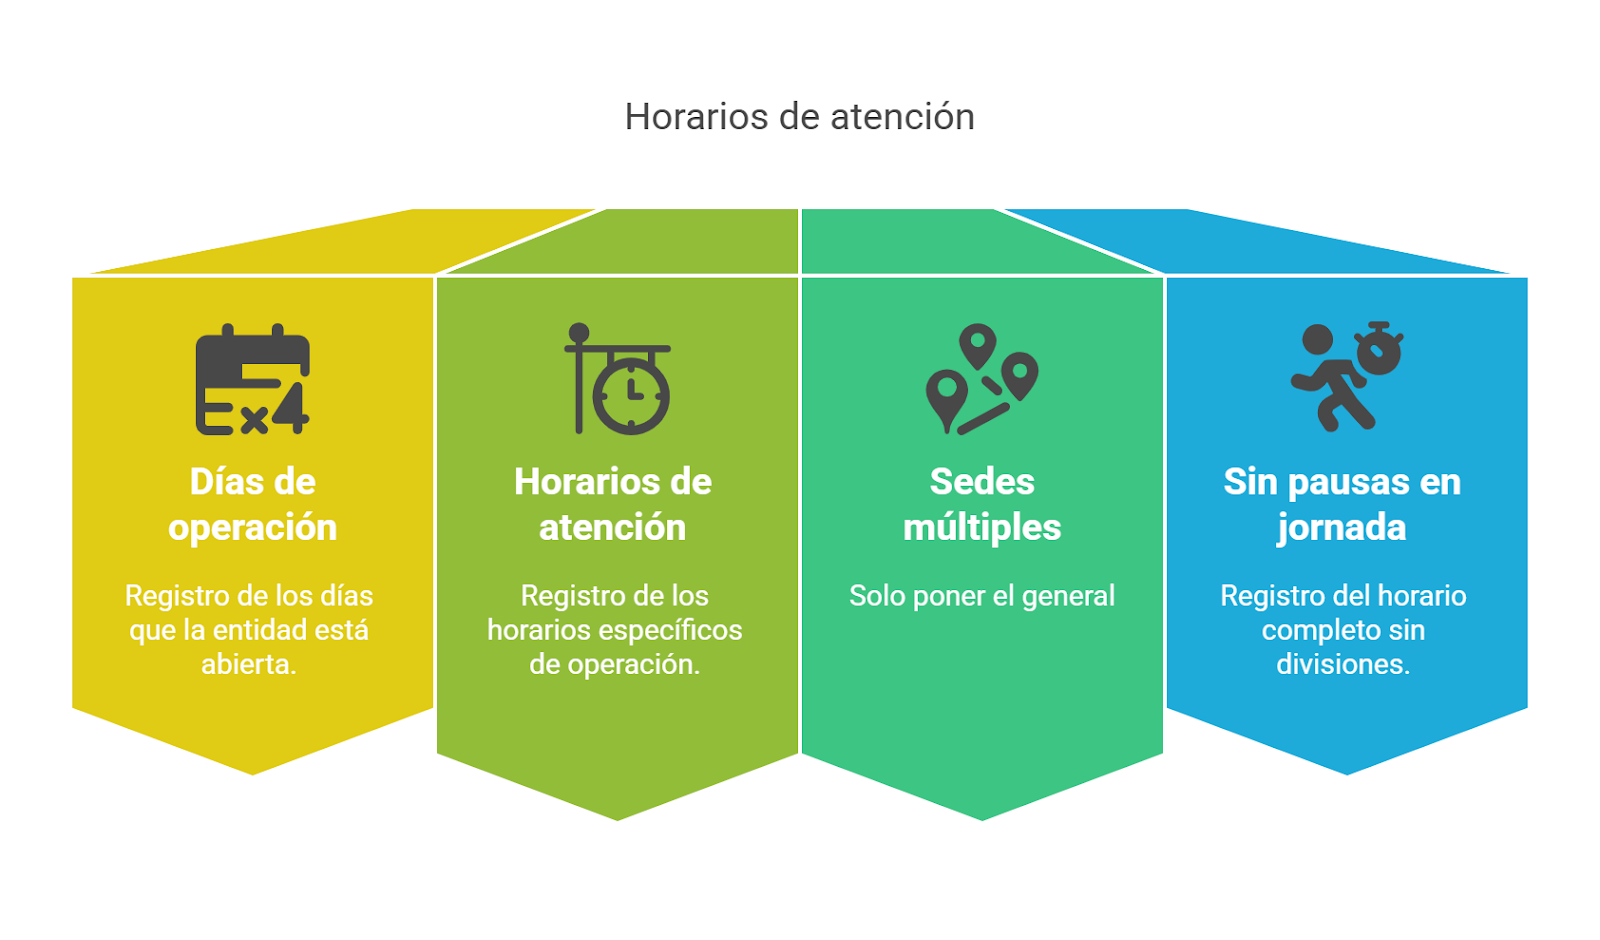 Horarios de atención
x4
Días de
operación
Registro de los días
que la entidad está
abierta.
Horarios de
atención
Registro de los
horarios específicos
de operación.
Sedes
múltiples
Solo poner el general
Sin pausas en
jornada
Registro del horario
completo sin
divisiones.